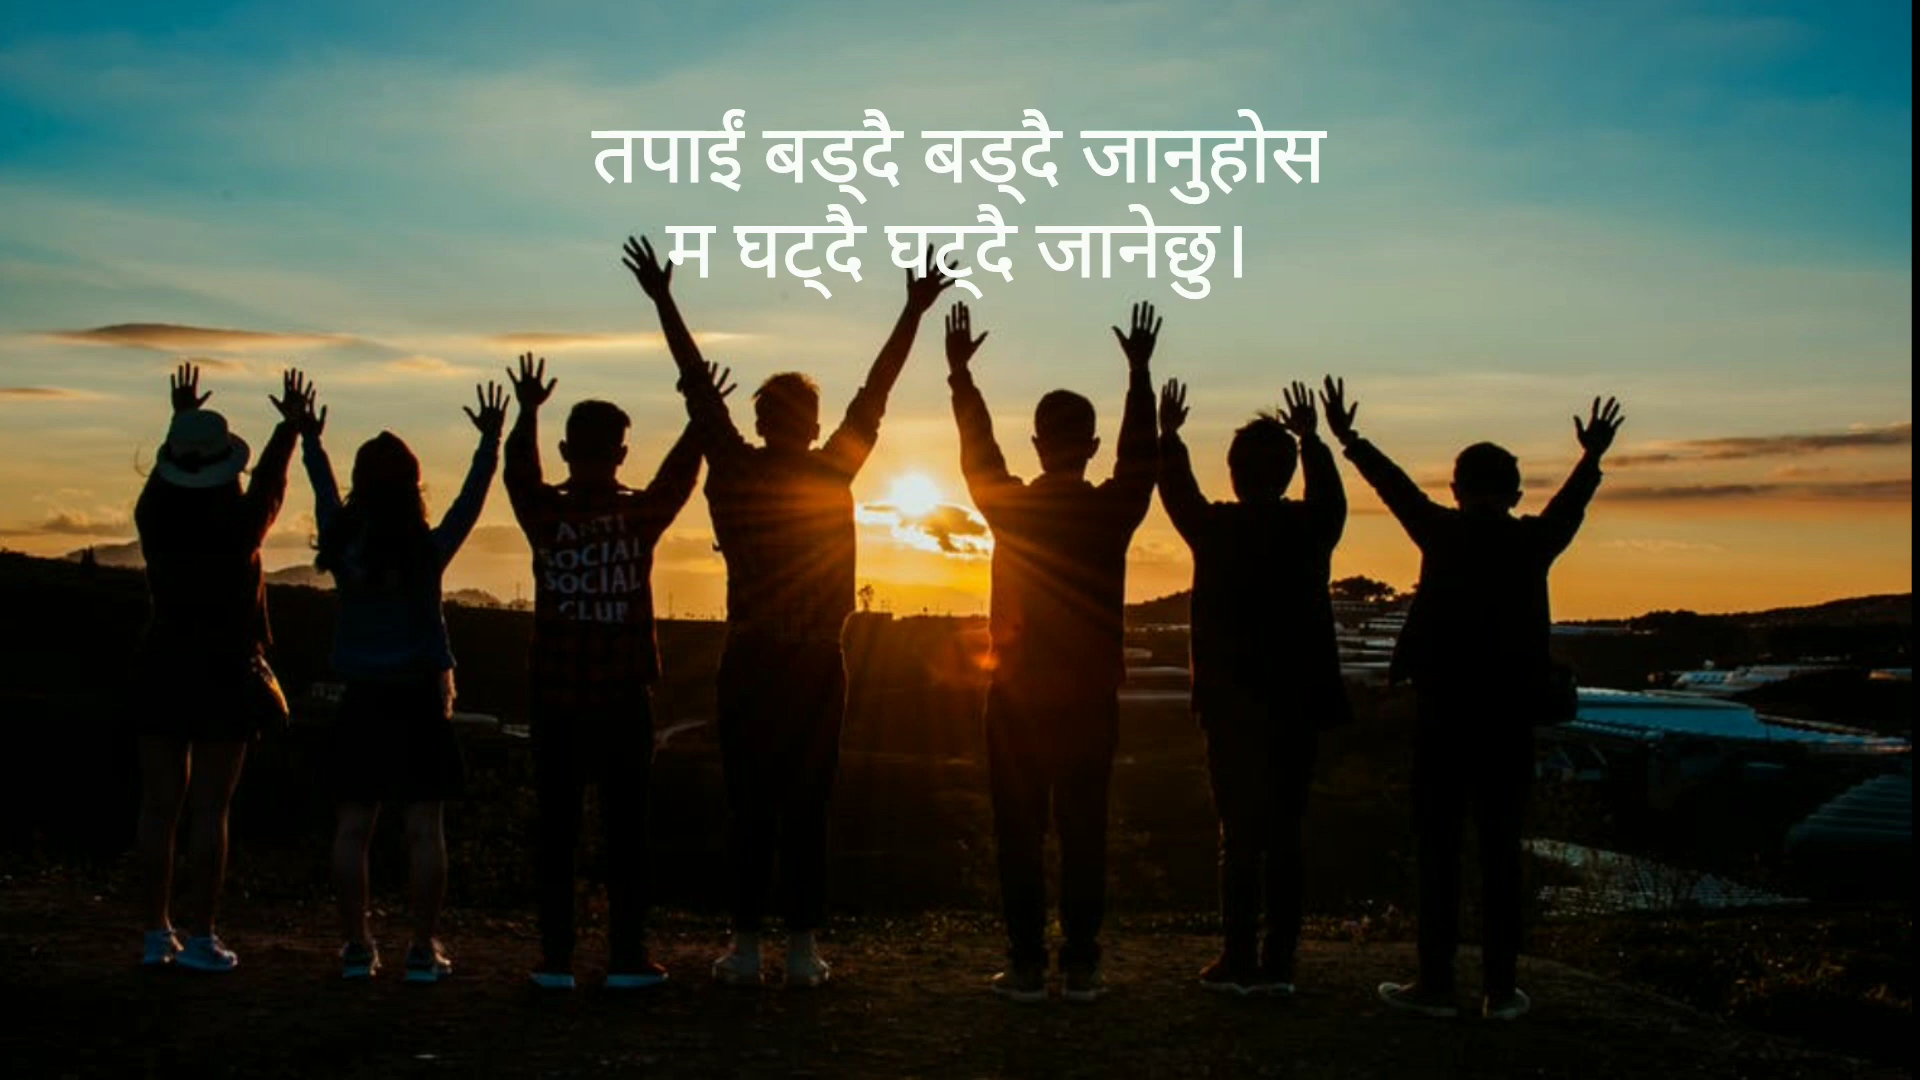 तपाईं बड्दै बड्दै जानुहोस
म घट्दै घट्दै जानेछु।
ANTI
SOCIAL
SOCIAL
CLUB